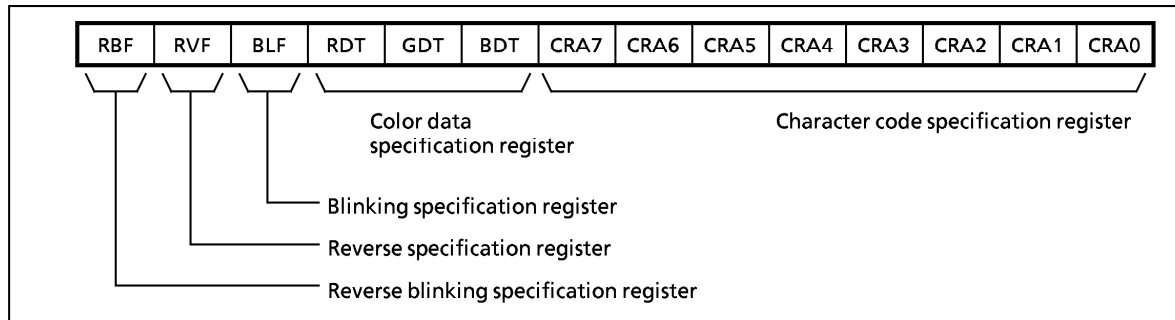 RBF RVF BLF RDT GDT BDT CRA7 CRA6 CRA5 CRA4 CRA3 CRA2 CRA1 CRA0
Color data
specification register
Character code specification register
Blinking specification register
Reverse specification register
Reverse blinking specification register